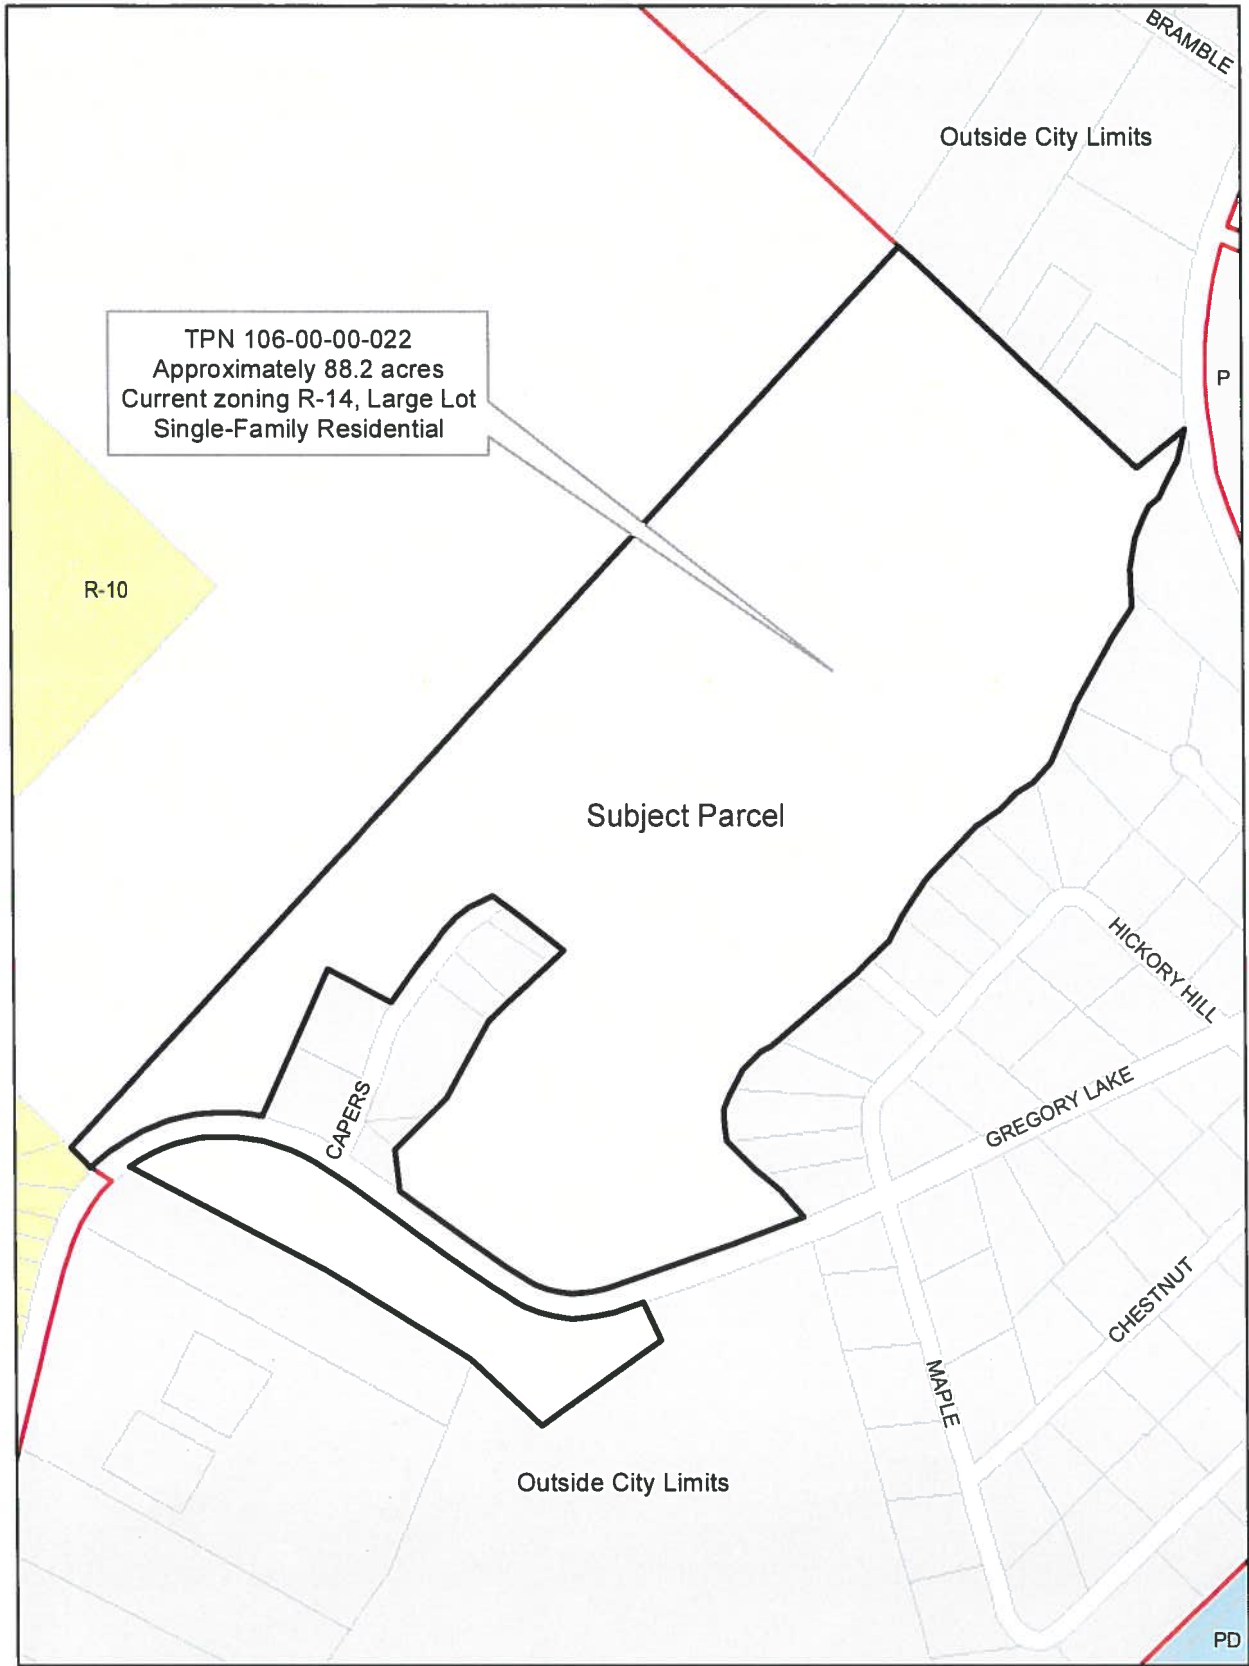 BRAMBLE
Outside City Limits
TPN 106-00-00-022
Approximately 88.2 acres
Current zoning R-14, Large Lot
Single-Family Residential
P
R-10
Subject Parcel
HICKORY HILL
GREGORY LAKE
CAPERS
CHESTNUT
MAPLE
Outside City Limits
PD